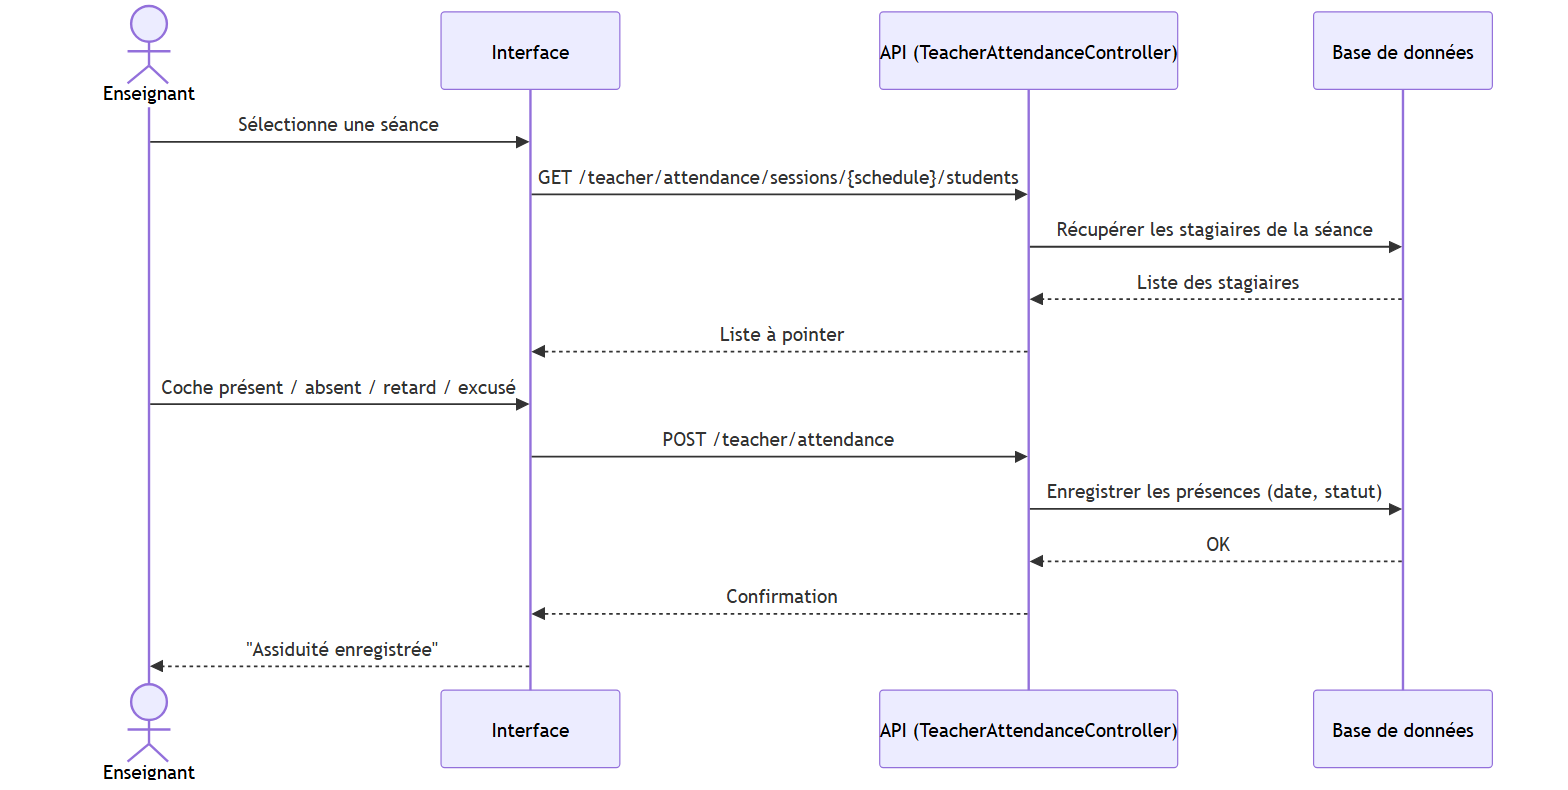 Enseignant
Interface
API (TeacherAttendanceController)
Base de données
Sélectionne une séance
GET /teacher/attendance/sessions/{schedule}/students
Récupérer les stagiaires de la séance
Liste des stagiaires
Liste à pointer
Coche présent / absent / retard / excusé
POST /teacher/attendance
Enregistrer les présences (date, statut)
OK
Confirmation
"Assiduité enregistrée"
Enseignant
Interface
API (TeacherAttendanceController)
Base de données